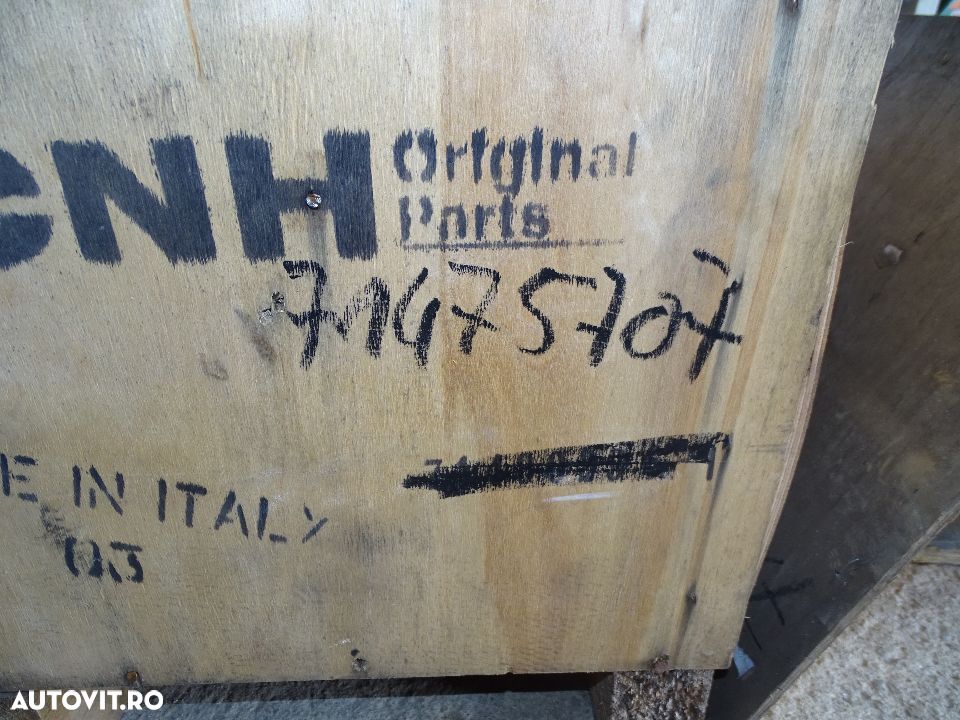 CNH Original
Parts
71475707
E IN ITALY
03
AUTOVIT.RO